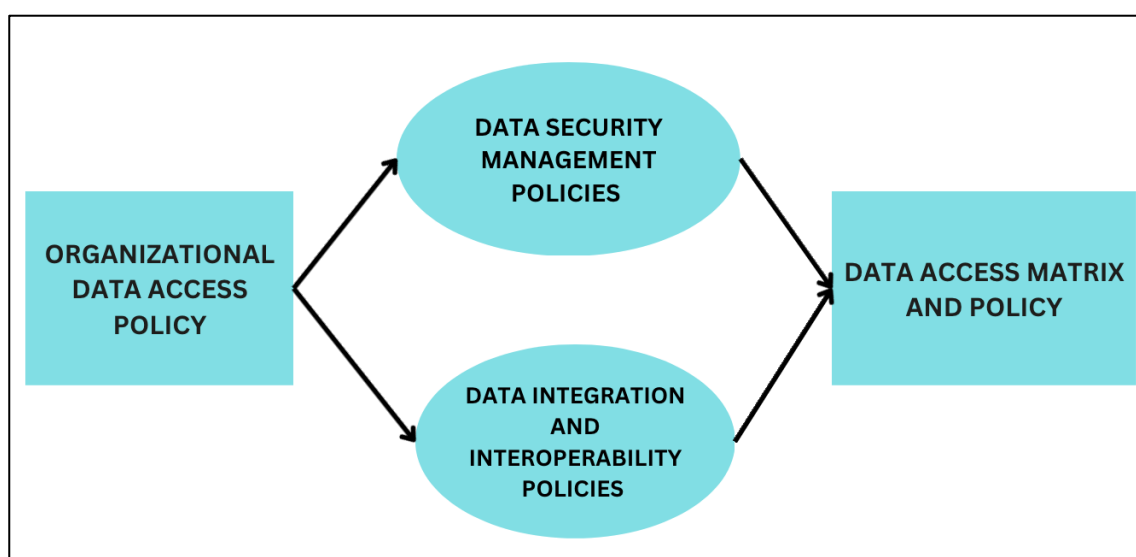 ORGANIZATIONAL
DATA ACCESS
POLICY
DATA SECURITY
MANAGEMENT
POLICIES
DATA INTEGRATION
AND
INTEROPERABILITY
POLICIES
DATA ACCESS MATRIX
AND POLICY